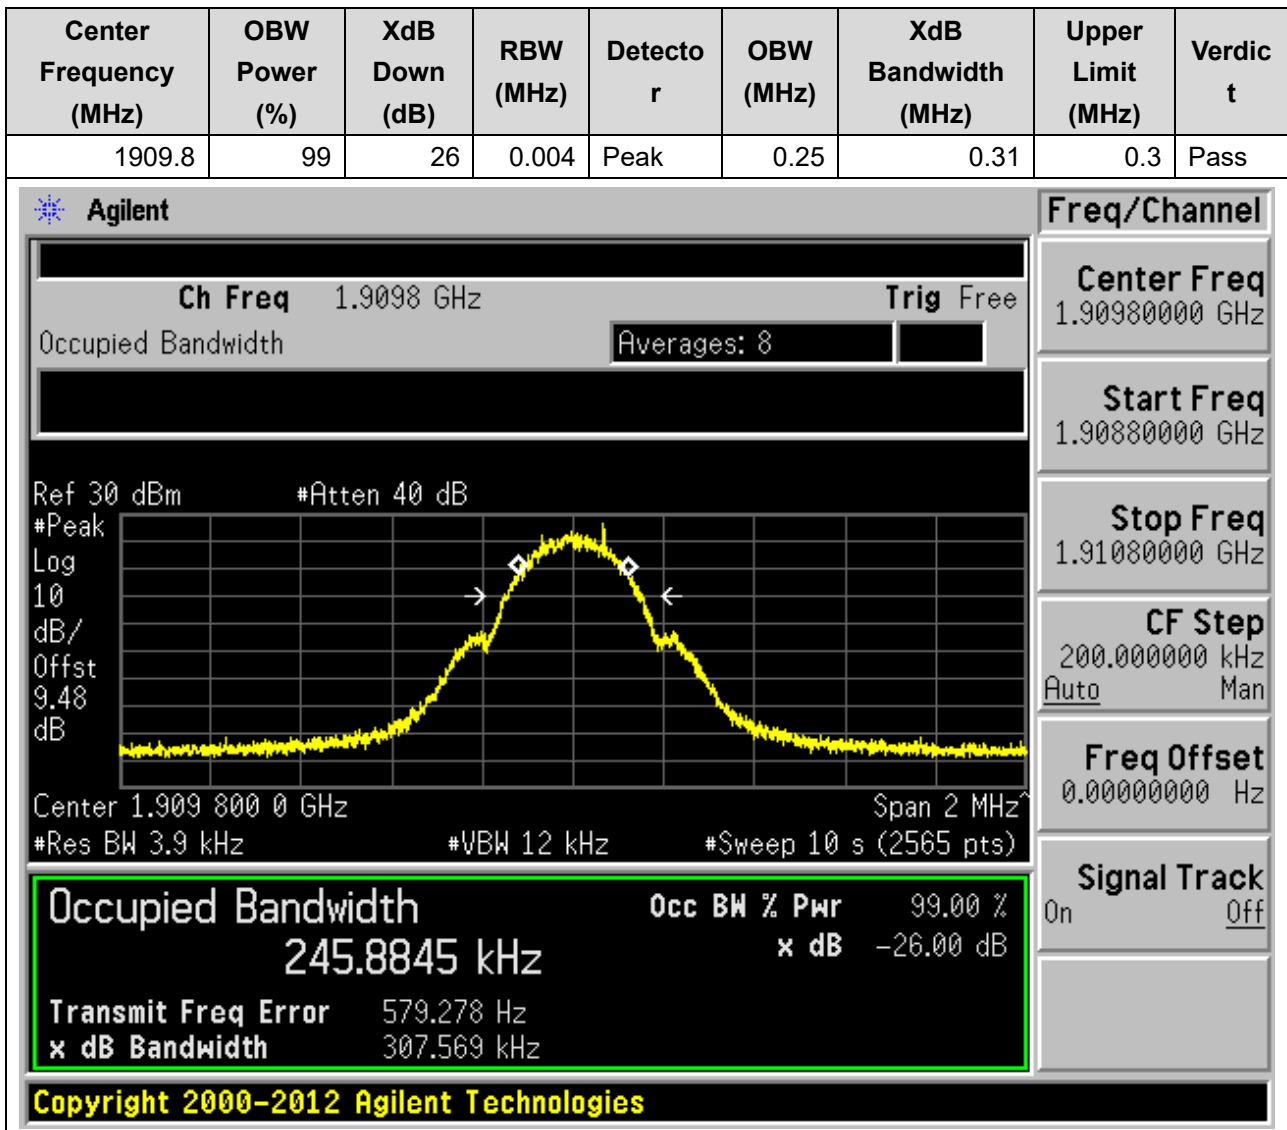 Center Frequency (MHz) OBW Power (%) XdB Down (dB) RBW (MHz) Detecto r OBW (MHz) XdB Bandwidth (MHz) Upper Limit (MHz) Verdic t
1909.8 99 26 0.004 Peak 0.25 0.31 0.3 Pass
Agilent
Freq/Channel
Ch Freq 1.9098 GHz Trig Free
Occupied Bandwidth Averages: 8
Center Freq
1.90980000 GHz
Start Freq
1.90880000 GHz
Stop Freq
1.91080000 GHz
CF Step
200.000000 kHz
Auto Man
Freq Offset
0.00000000 Hz
Signal Track
On Off
Ref 30 dBm #Atten 40 dB
#Peak
Log
10
dB/
Offst
9.48
dB
Center 1.909 800 0 GHz Span 2 MHz^
#Res BW 3.9 kHz #VBW 12 kHz #Sweep 10 s (2565 pts)
Occupied Bandwidth Occ BW % Pwr 99.00 %
245.8845 kHz x dB -26.00 dB
Transmit Freq Error 579.278 Hz
x dB Bandwidth 307.569 kHz
Copyright 2000-2012 Agilent Technologies